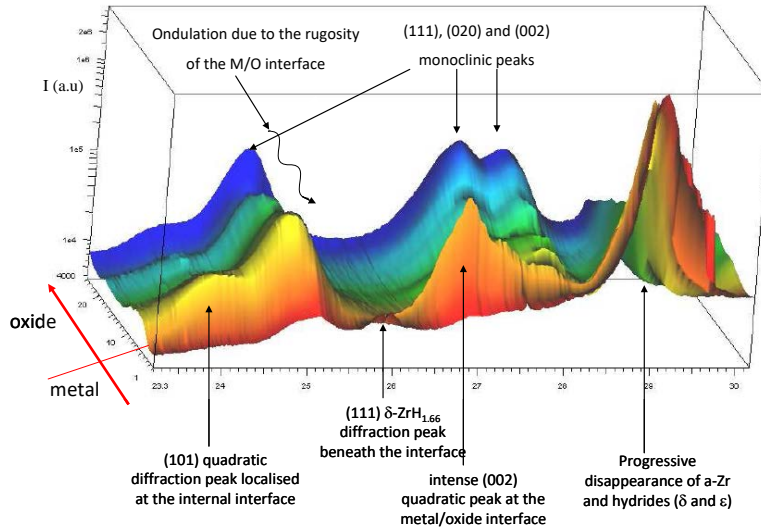 Ondulation due to the rugosity
of the M/O interface
(111), (020) and (002)
monoclinic peaks
I (a.u)
2e6
1e6
1e5
1e4
4000
20
10
1
oxide
metal
23.3
24
25
26
27
28
29
30
(101) quadratic
diffraction peak localised
at the internal interface
(111) δ-ZrH1.66
diffraction peak
beneath the interface
intense (002)
quadratic peak at the
metal/oxide interface
Progressive
disappearance of a-Zr
and hydrides (δ and ε)